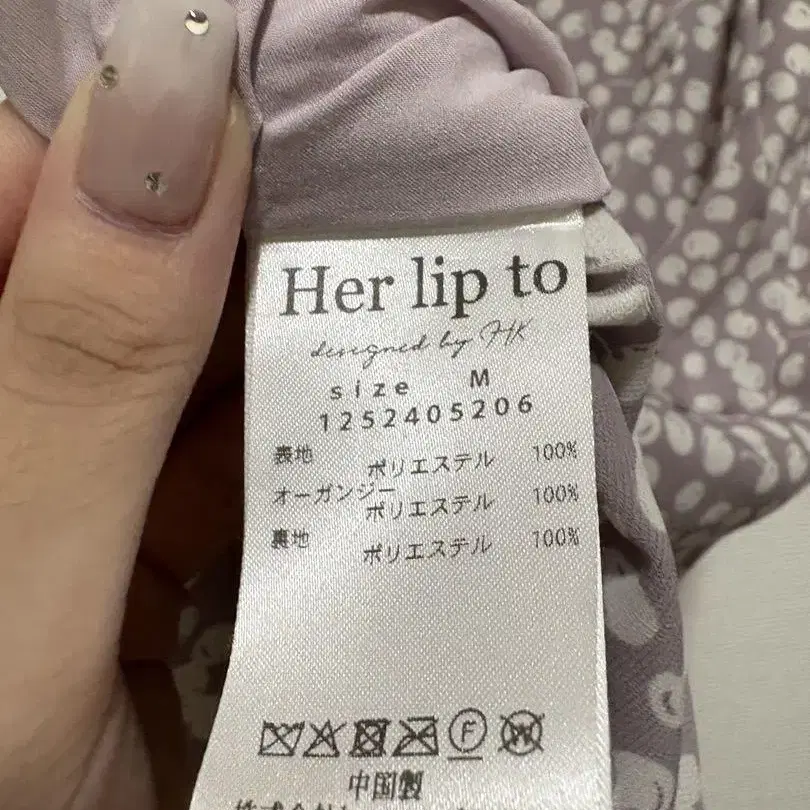 Her lip to
designed by HK
size M
1252405206
表地 ポリエステル 100%
オーガンジー ポリエステル 100%
裏地 ポリエステル 100%
F W
中国製